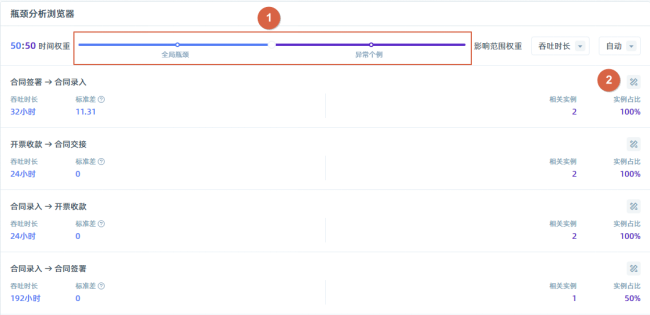 瓶颈分析浏览器
1
50:50 时间权重 影响范围权重 吞吐时长 自动
全局瓶颈 异常个例
合同签署 → 合同录入 2
吞吐时长 标准差 ? 相关实例 实例占比
32小时 11.31 2 100%
开票收款 → 合同交接
吞吐时长 标准差 ? 相关实例 实例占比
24小时 0 2 100%
合同录入 → 开票收款
吞吐时长 标准差 ? 相关实例 实例占比
24小时 0 2 100%
合同录入 → 合同签署
吞吐时长 标准差 ? 相关实例 实例占比
192小时 0 1 50%